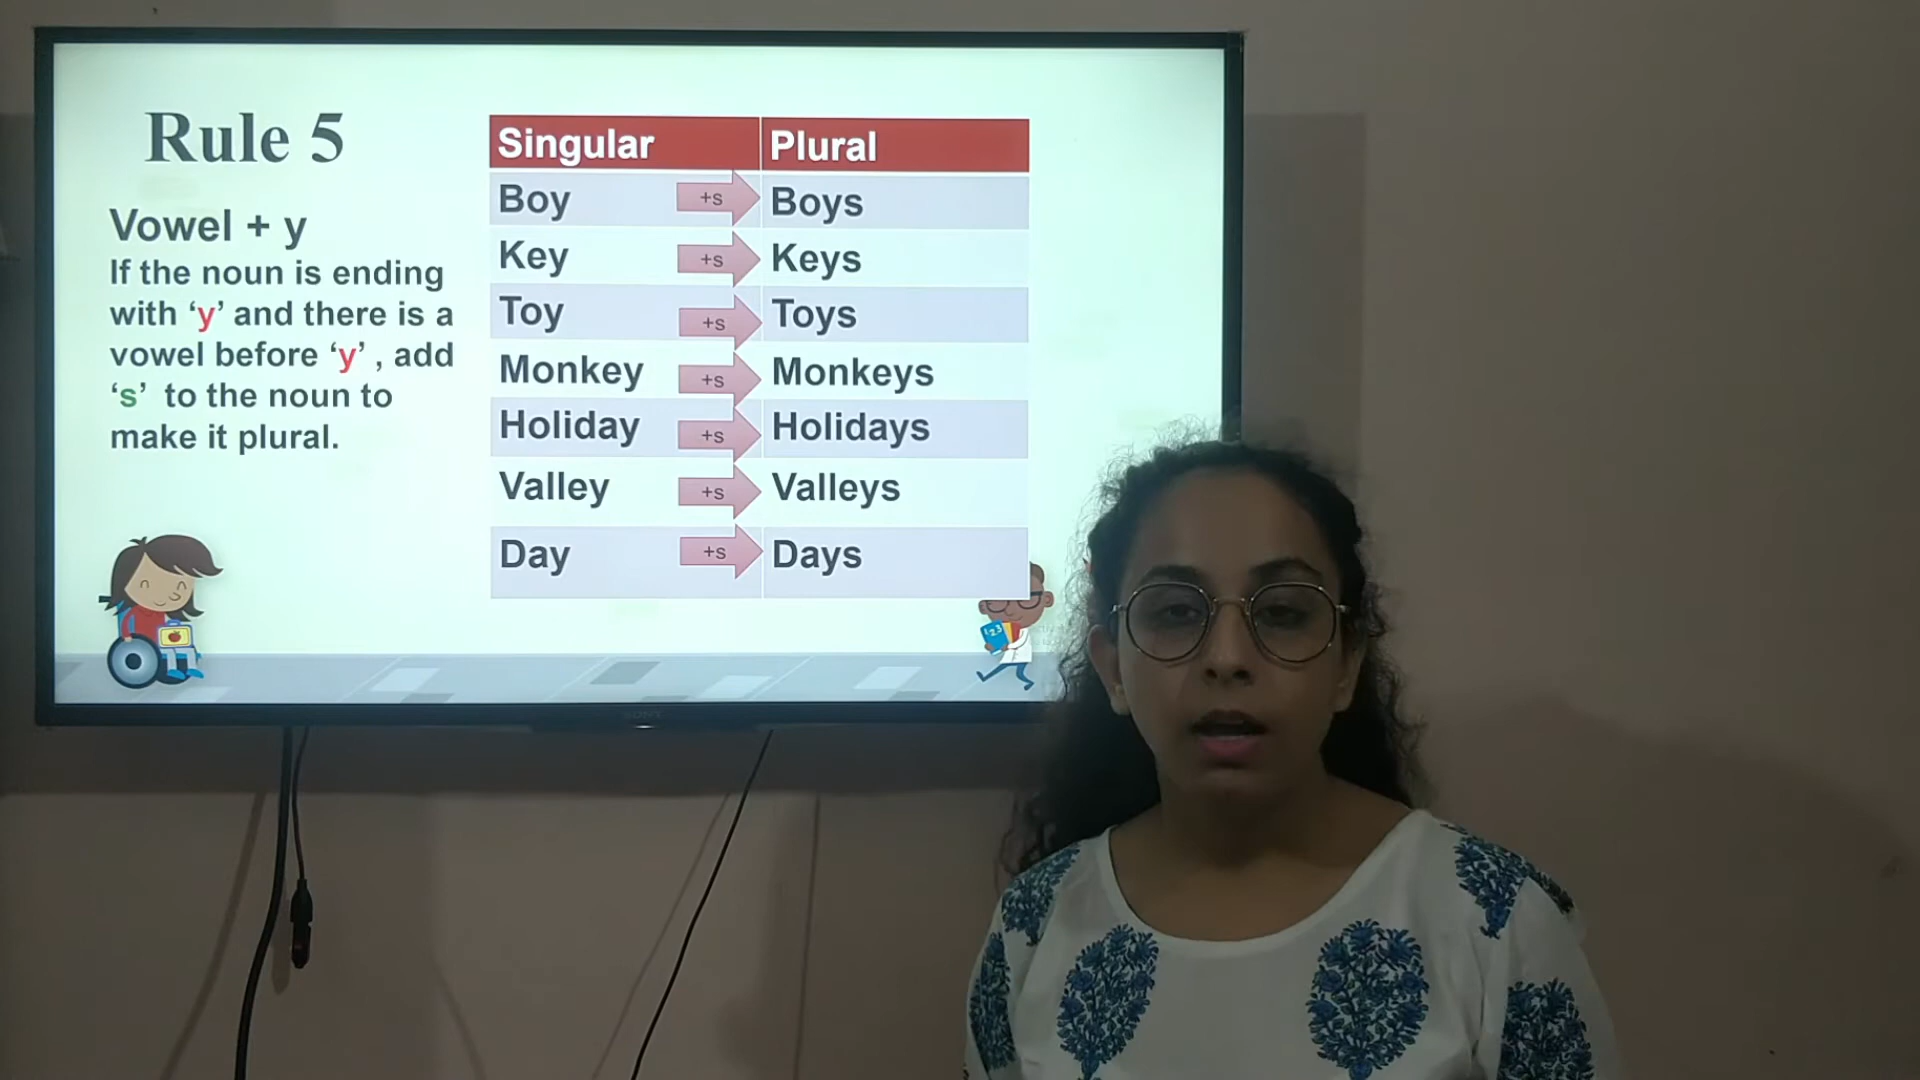 Rule 5
Vowel + y
If the noun is ending
with ‘y’ and there is a
vowel before ‘y’ , add
‘s’ to the noun to
make it plural.
Singular Plural
Boy +s Boys
Key +s Keys
Toy +s Toys
Monkey +s Monkeys
Holiday +s Holidays
Valley +s Valleys
Day +s Days
123
SONY